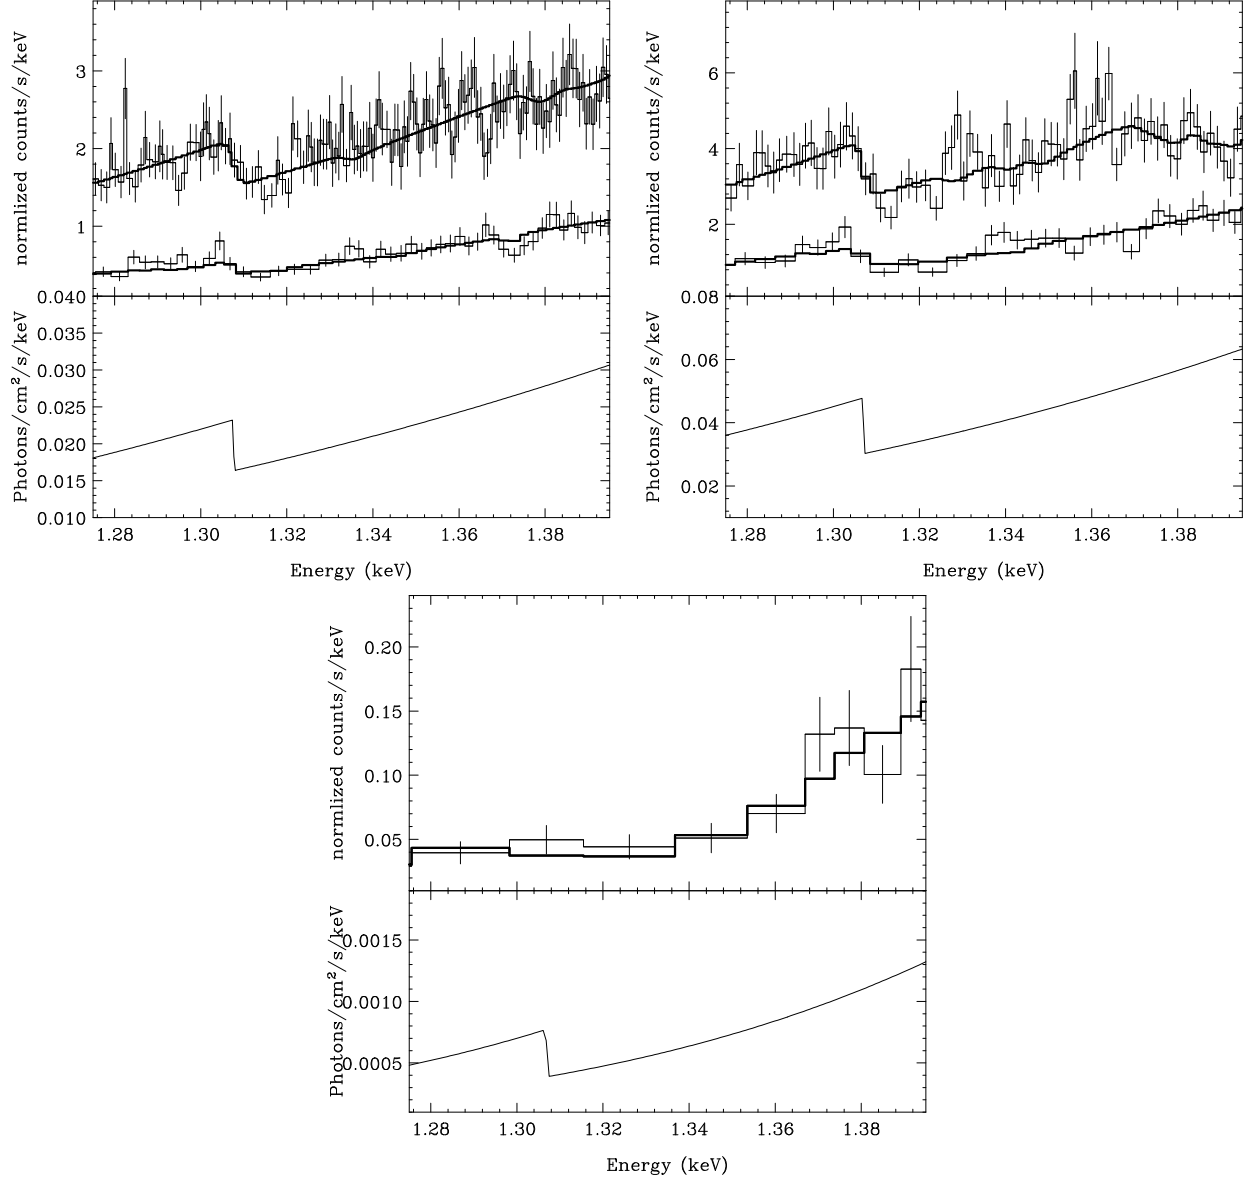 normlized counts/s/keV
3
2
1
Photons/cm²/s/keV
0.040
0.035
0.030
0.025
0.020
0.015
0.010
1.28 1.30 1.32 1.34 1.36 1.38
Energy (keV)
normlized counts/s/keV
6
4
2
Photons/cm²/s/keV
0.08
0.06
0.04
0.02
1.28 1.30 1.32 1.34 1.36 1.38
Energy (keV)
normlized counts/s/keV
0.20
0.15
0.10
0.05
Photons/cm²/s/keV
0.0015
0.0010
0.0005
1.28 1.30 1.32 1.34 1.36 1.38
Energy (keV)